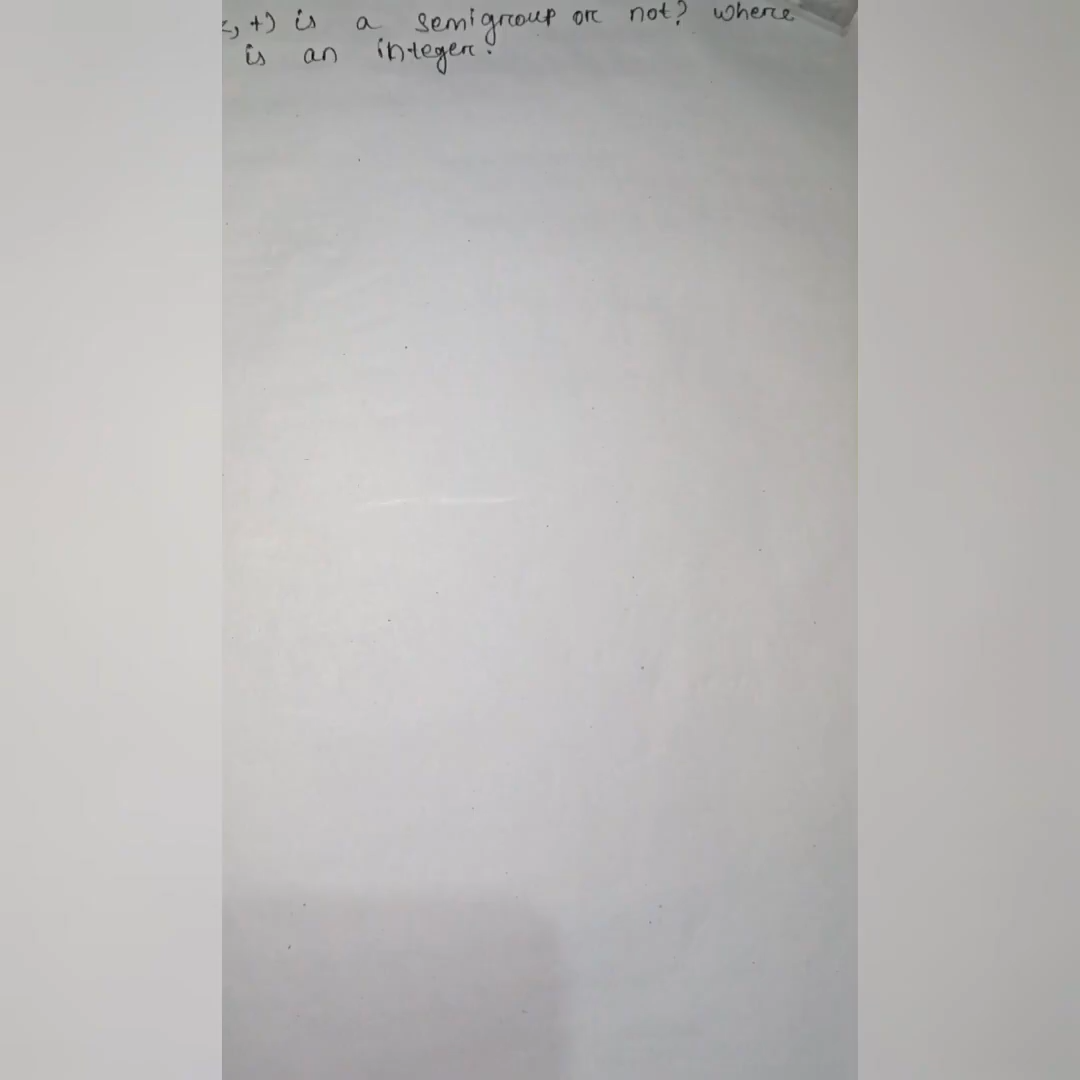 , +) is a semigroup or not? where
is an integer.